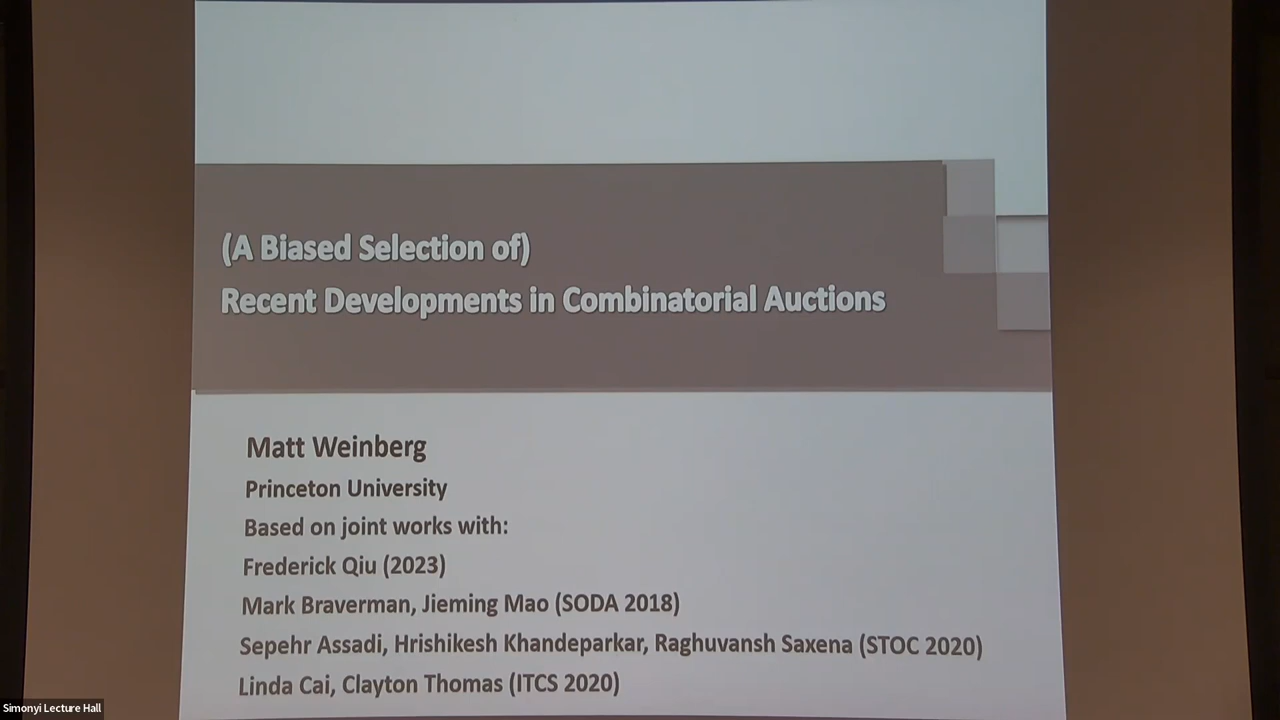 (A Biased Selection of)
Recent Developments in Combinatorial Auctions
Matt Weinberg
Princeton University
Based on joint works with:
Frederick Qiu (2023)
Mark Braverman, Jieming Mao (SODA 2018)
Sepehr Assadi, Hrishikesh Khandeparkar, Raghuvansh Saxena (STOC 2020)
Linda Cai, Clayton Thomas (ITCS 2020)
Simonyi Lecture Hall